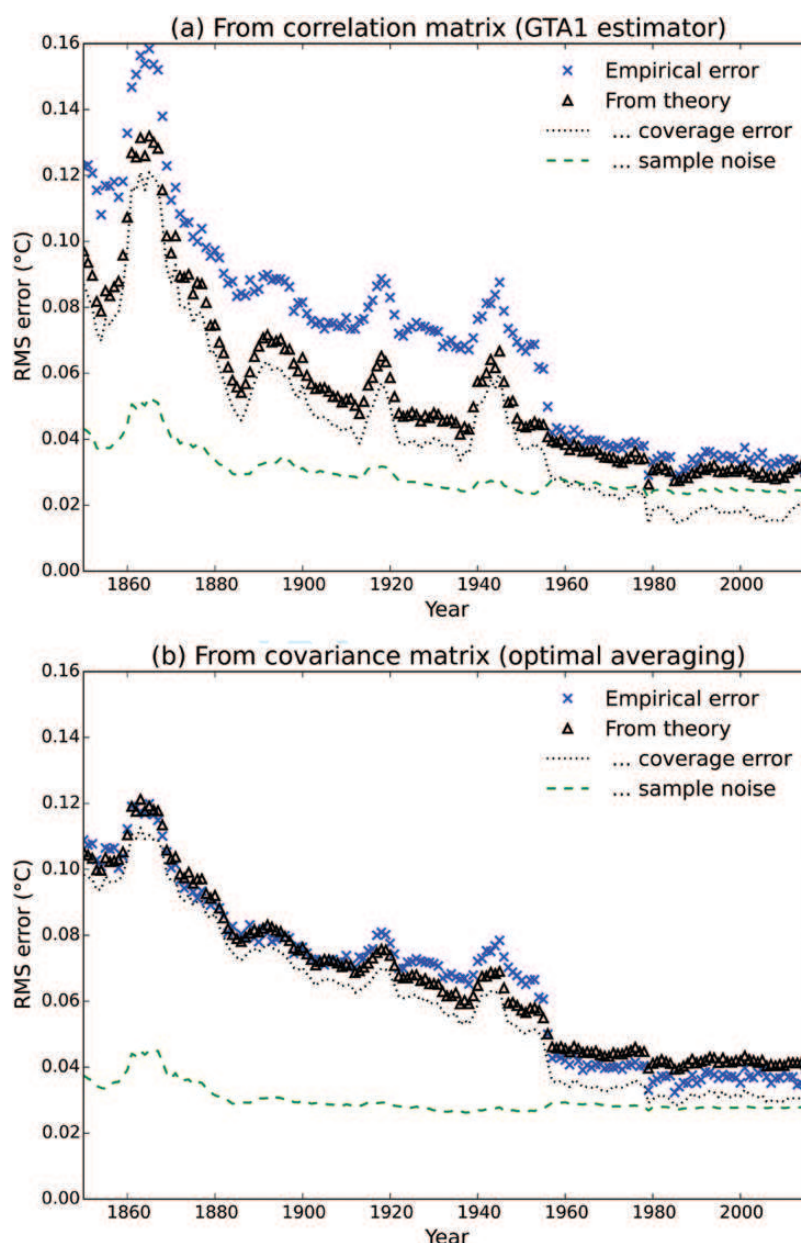 (a) From correlation matrix (GTA1 estimator)
0.16
0.14
0.12
0.10
0.08
0.06
0.04
0.02
0.00
RMS error (°C)
Empirical error
From theory
... coverage error
... sample noise
1860 1880 1900 1920 1940 1960 1980 2000
Year
(b) From covariance matrix (optimal averaging)
0.16
0.14
0.12
0.10
0.08
0.06
0.04
0.02
0.00
RMS error (°C)
Empirical error
From theory
... coverage error
... sample noise
1860 1880 1900 1920 1940 1960 1980 2000
Year